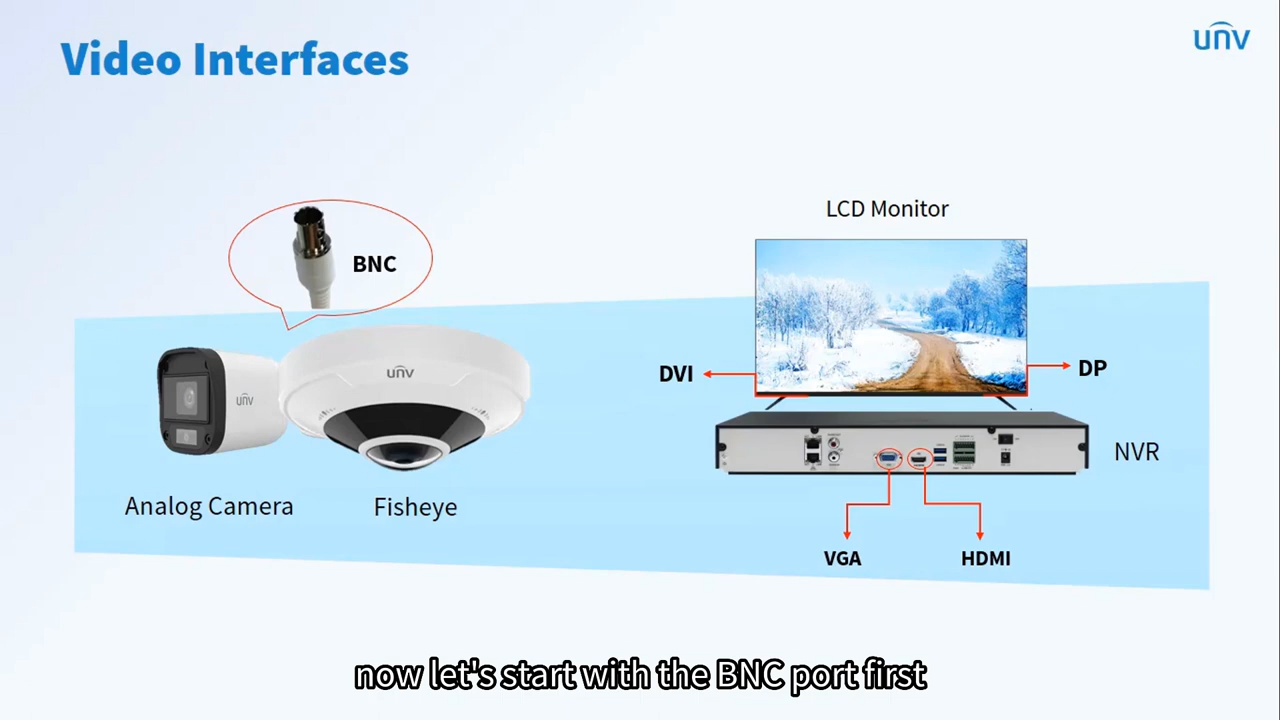 Video Interfaces
unv
BNC
LCD Monitor
unv
unv
DVI
DP
NVR
Analog Camera
Fisheye
VGA
HDMI
now let's start with the BNC port first